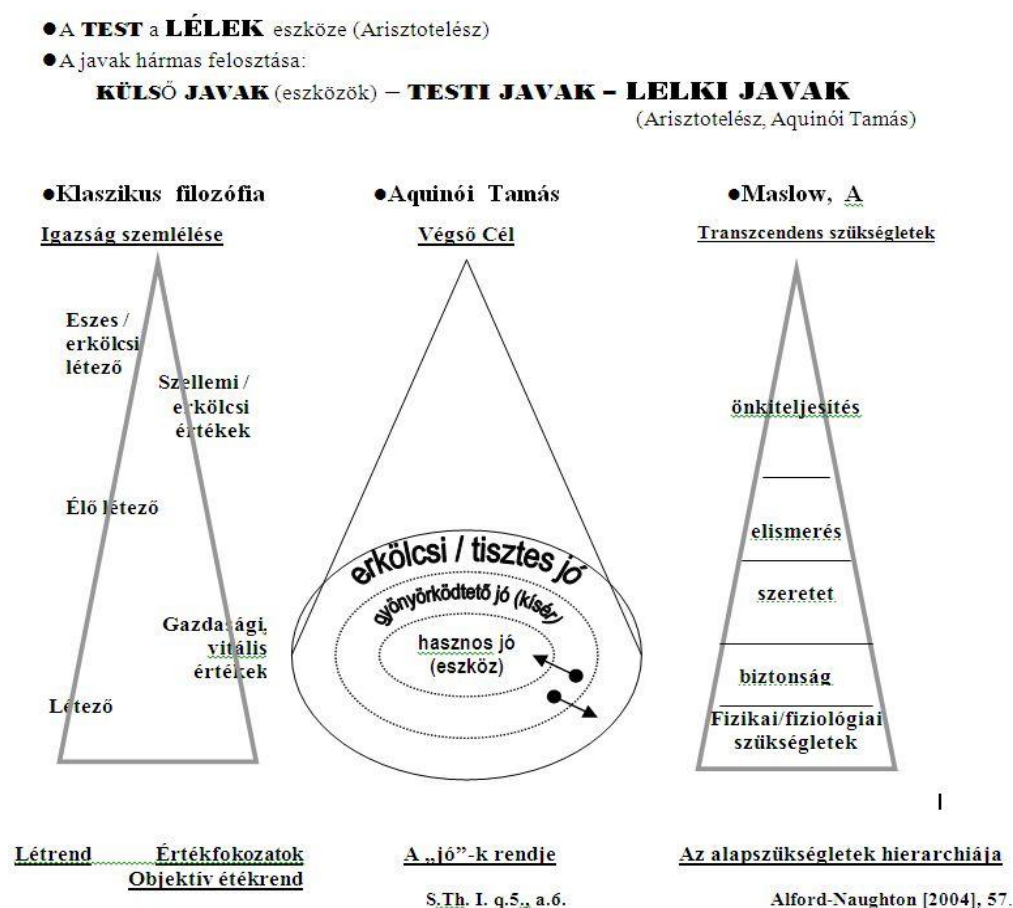 ●A TEST a LÉLEK eszköze (Arisztotelész)
●A javak hármas felosztása:
KÜLSŐ JAVAK (eszközök) – TESTI JAVAK – LELKI JAVAK
(Arisztotelész, Aquinói Tamás)
●Klaszikus filozófia
Igazság szemlélése
Eszes /
erkölcsi
létező
Szellemi /
erkölcsi
értékek
Élő létező
Gazdasági,
vitális
értékek
Létező
Létrend Értékfokozatok
Objektív étékrend
●Aquinói Tamás
Végső Cél
erkölcsi / tisztes jó
gyönyörködtető jó (kísér)
hasznos jó
(eszköz)
A „jó”-k rendje
S.Th. I. q.5., a.6.
●Maslow, A
Transzcendens szükségletek
önkiteljesítés
elismerés
szeretet
biztonság
Fizikai/fiziológiai
szükségletek
Az alapszükségletek hierarchiája
Alford-Naughton [2004], 57.